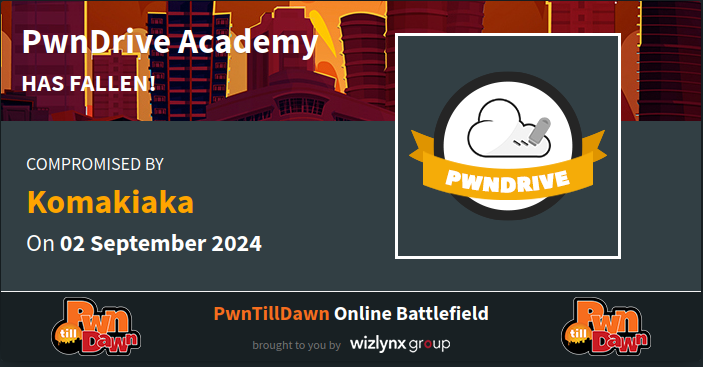 PwnDrive Academy
HAS FALLEN!
PWNDRIVE
COMPROMISED BY
Komakiaka
On 02 September 2024
Pwn
till
Dawn
PwnTillDawn Online Battlefield
brought to you by wizlynx group
Pwn
till
Dawn